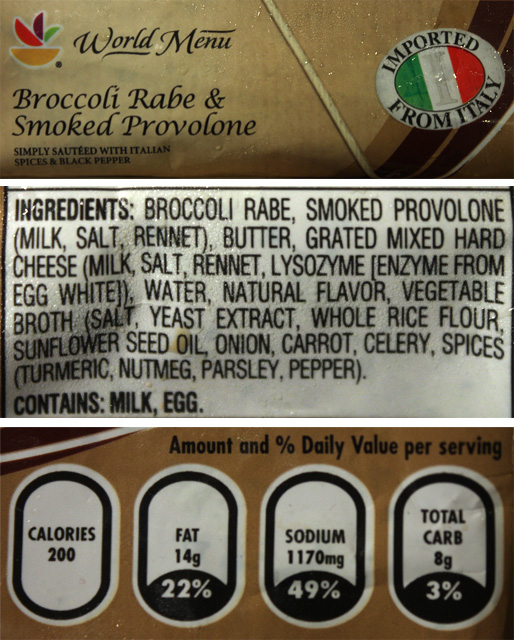 World Menu
®
IMPORTED
FROM ITALY
Broccoli Rabe &
Smoked Provolone
SIMPLY SAUTÉED WITH ITALIAN
SPICES & BLACK PEPPER
INGREDiENTS: BROCCOLI RABE, SMOKED PROVOLONE
(MILK, SALT, RENNET), BUTTER, GRATED MIXED HARD
CHEESE (MILK, SALT, RENNET, LYSOZYME [ENZYME FROM
EGG WHITE]), WATER, NATURAL FLAVOR, VEGETABLE
BROTH (SALT, YEAST EXTRACT, WHOLE RICE FLOUR,
SUNFLOWER SEED OIL, ONION, CARROT, CELERY, SPICES
(TURMERIC, NUTMEG, PARSLEY, PEPPER).
CONTAINS: MILK, EGG.
Amount and % Daily Value per serving
CALORIES
200
FAT
14g
22%
SODIUM
1170mg
49%
TOTAL
CARB
8g
3%